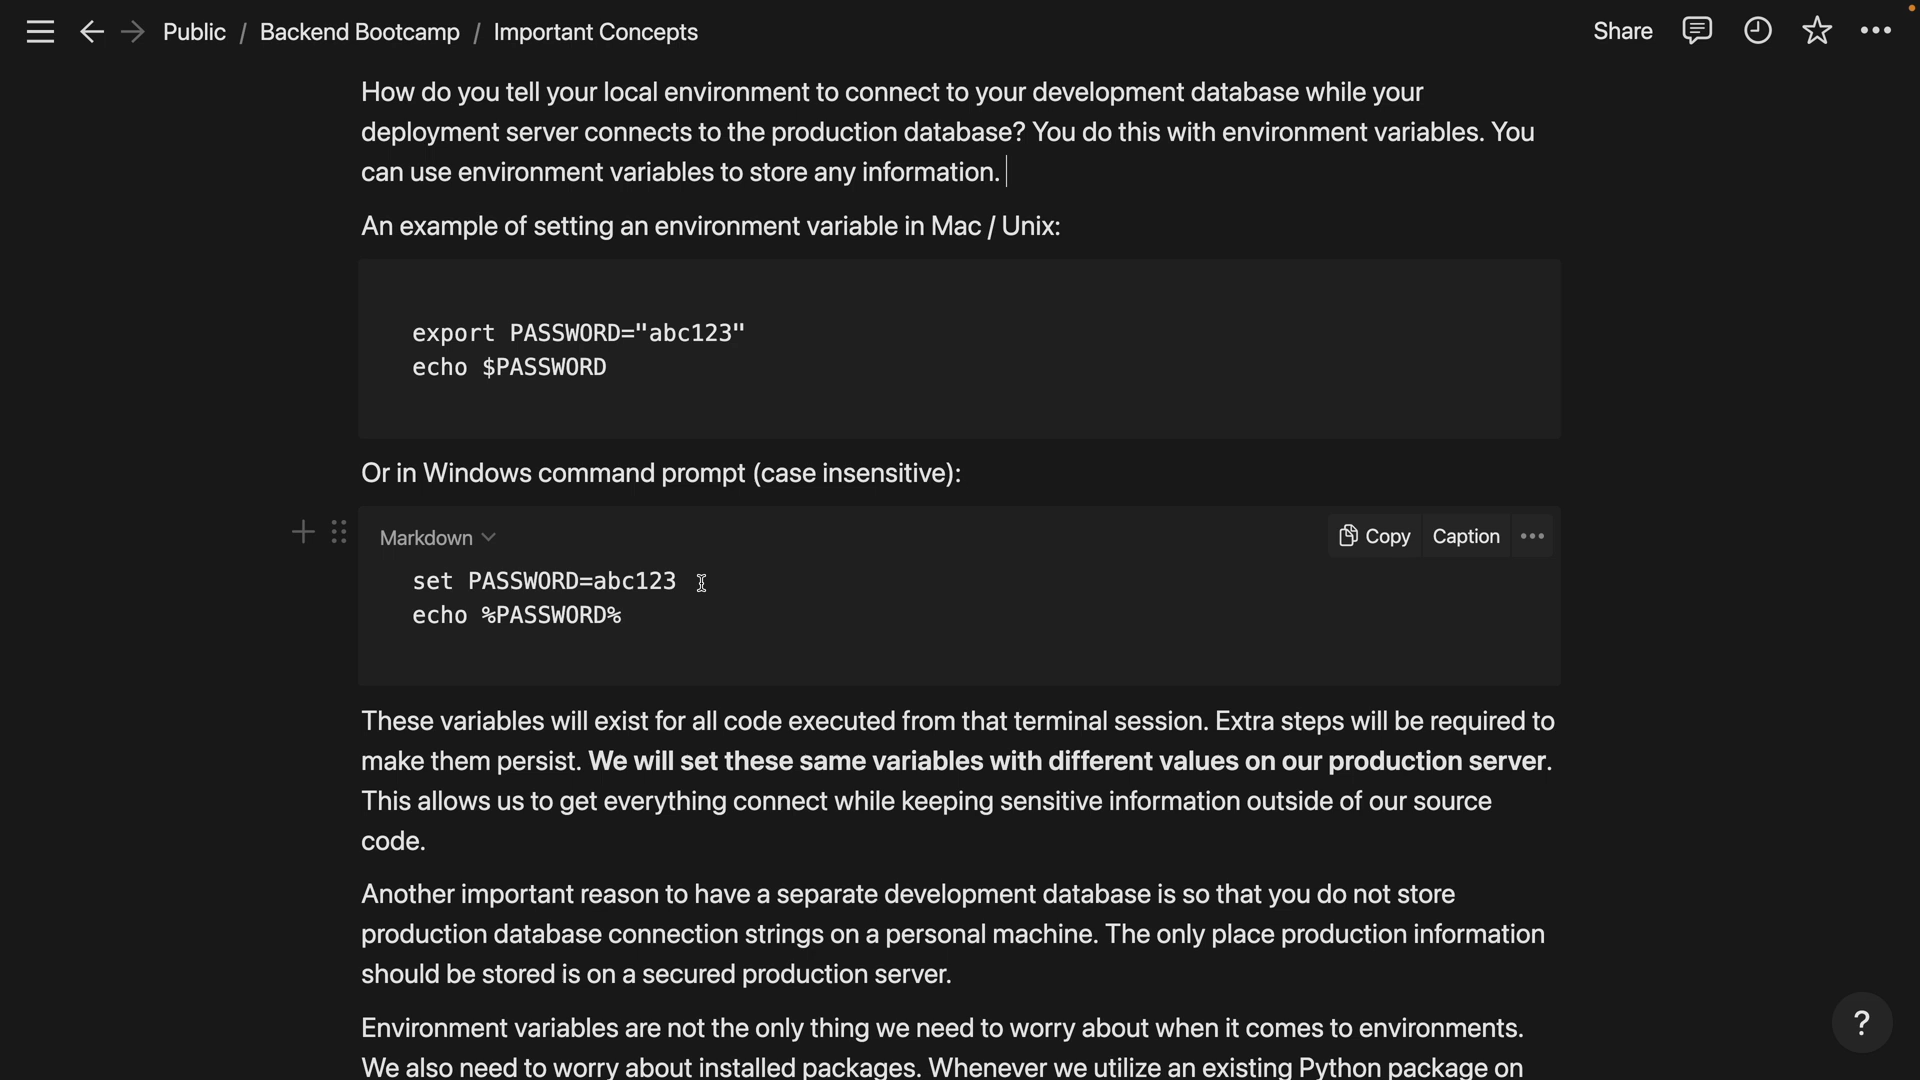 Public / Backend Bootcamp / Important Concepts
Share
How do you tell your local environment to connect to your development database while your
deployment server connects to the production database? You do this with environment variables. You
can use environment variables to store any information.
An example of setting an environment variable in Mac / Unix:
export PASSWORD="abc123"
echo $PASSWORD
Or in Windows command prompt (case insensitive):
Markdown
Copy
Caption
set PASSWORD=abc123
echo %PASSWORD%
These variables will exist for all code executed from that terminal session. Extra steps will be required to
make them persist. We will set these same variables with different values on our production server.
This allows us to get everything connect while keeping sensitive information outside of our source
code.
Another important reason to have a separate development database is so that you do not store
production database connection strings on a personal machine. The only place production information
should be stored is on a secured production server.
Environment variables are not the only thing we need to worry about when it comes to environments.
We also need to worry about installed packages. Whenever we utilize an existing Python package on
?